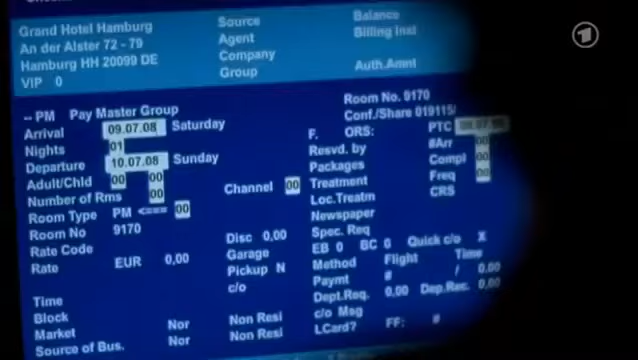 Grand Hotel Hamburg
An der Alster 72 - 79
Hamburg HH 20099 DE
VIP 0
Source
Agent
Company
Group
Balance
Billing Inst
Auth.Amnt
1
-- PM Pay Master Group
Arrival 09.07.08 Saturday
Nights 01
Departure 10.07.08 Sunday
Adult/Chld 00 00
Number of Rms 00
Room Type PM <=== 00
Room No 9170
Rate Code
Rate EUR 0,00
Time
Block
Market Nor Non Resi
Source of Bus. Nor Non Resi
Channel 00
Disc 0,00
Garage
Pickup N
c/o
Room No. 9170
Conf./Share 019115/
F. ORS: PTC
Resvd. by #Arr 00
Packages Compl 00
Treatment Freq 00
Loc.Treatm CRS
Newspaper
Spec. Req
EB 0 BC 0 Quick c/o X
Method Flight Time
Paymt # / 0,00
Dept.Req. 0,00 Dep.Rec. 0,00
c/o Msg
LCard? FF: #